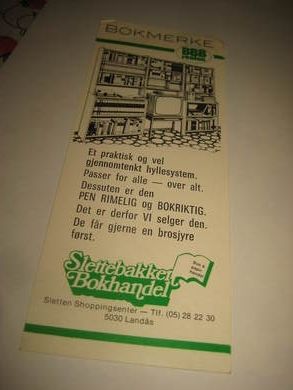 BOKMERKE
BBB
Et praktisk og vel
gjennomtenkt hyllesystem.
Passer for alle — over alt.
Dessuten er den
PEN RIMELIG og BOKRIKTIG.
Det er derfor VI selger den.
De får gjerne en brosjyre
først.
Slettebakken
Bokhandel
Sletten Shoppingsenter — Tlf. (05) 28 22 30
5030 Landås